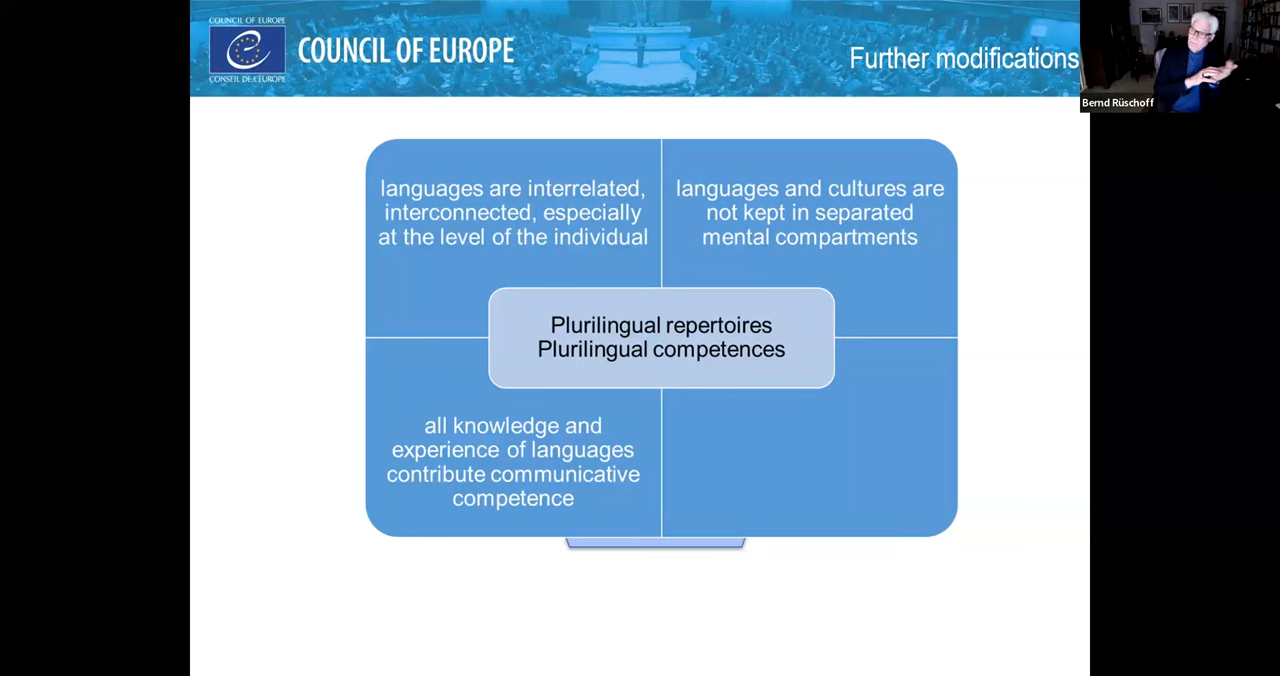 COUNCIL OF EUROPE
CONSEIL DE L'EUROPE
COUNCIL OF EUROPE
Further modifications
Bernd Rüschoff
languages are interrelated,
interconnected, especially
at the level of the individual
languages and cultures are
not kept in separated
mental compartments
Plurilingual repertoires
Plurilingual competences
all knowledge and
experience of languages
contribute communicative
competence